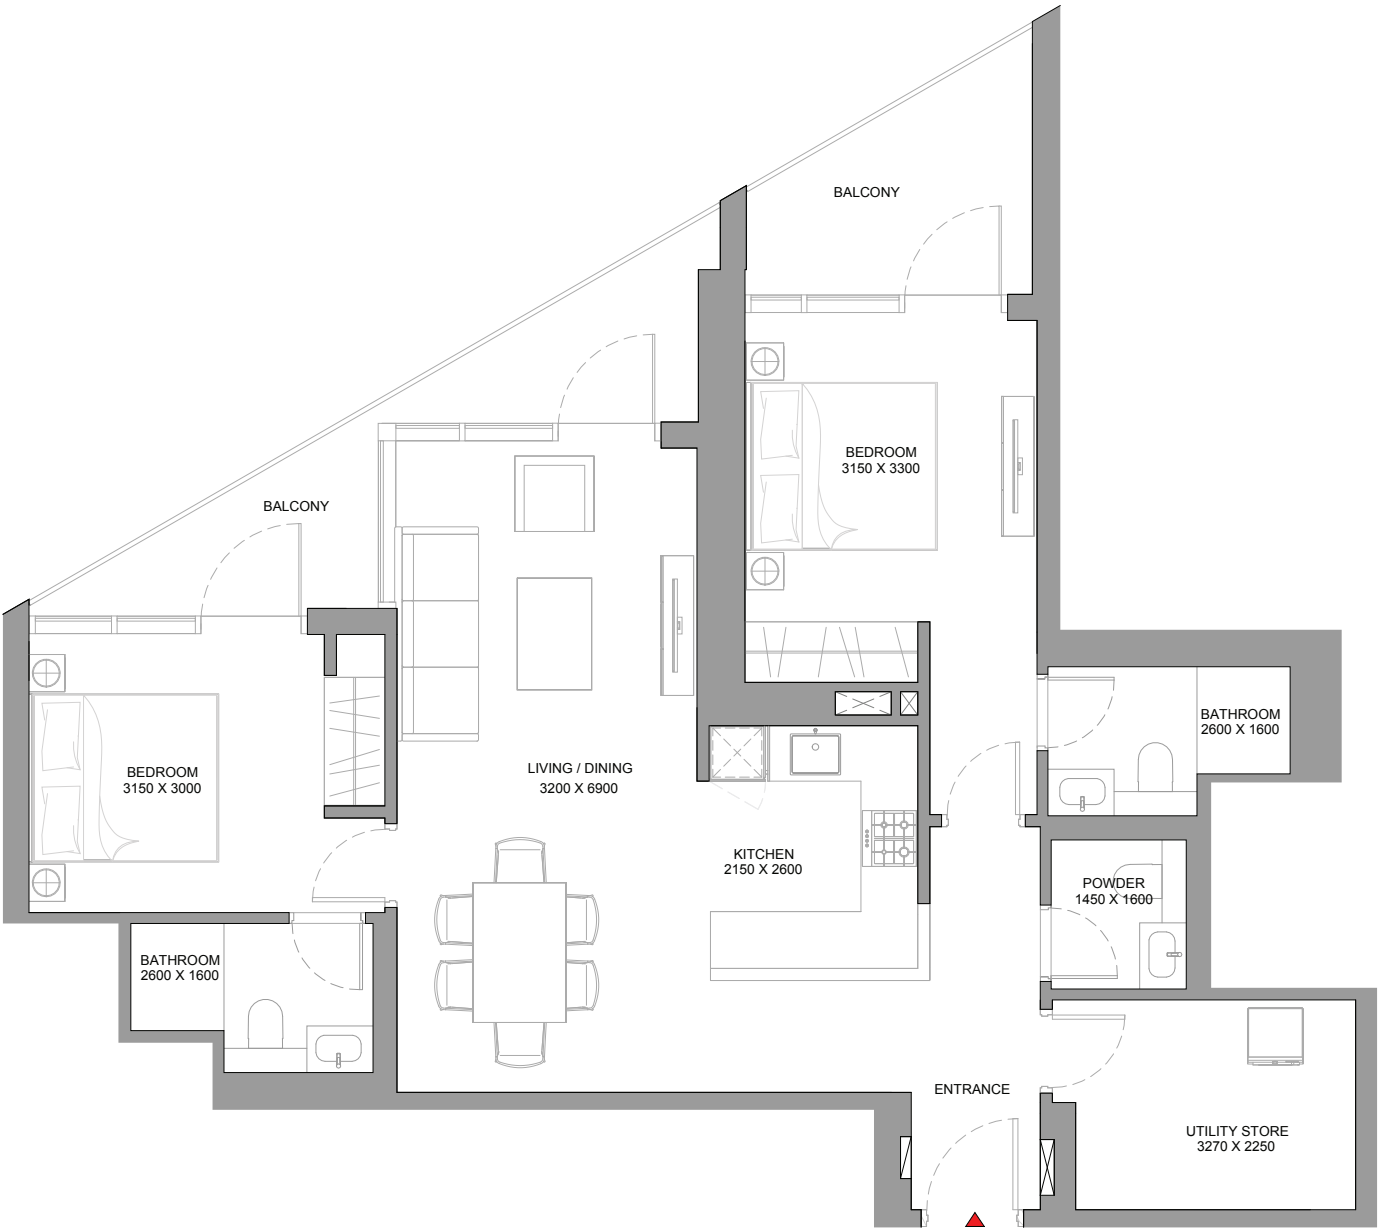 BALCONY
BEDROOM
3150 X 3300
BALCONY
BATHROOM
2600 X 1600
LIVING / DINING
3200 X 6900
BEDROOM
3150 X 3000
KITCHEN
2150 X 2600
POWDER
1450 X 1600
BATHROOM
2600 X 1600
ENTRANCE
UTILITY STORE
3270 X 2250